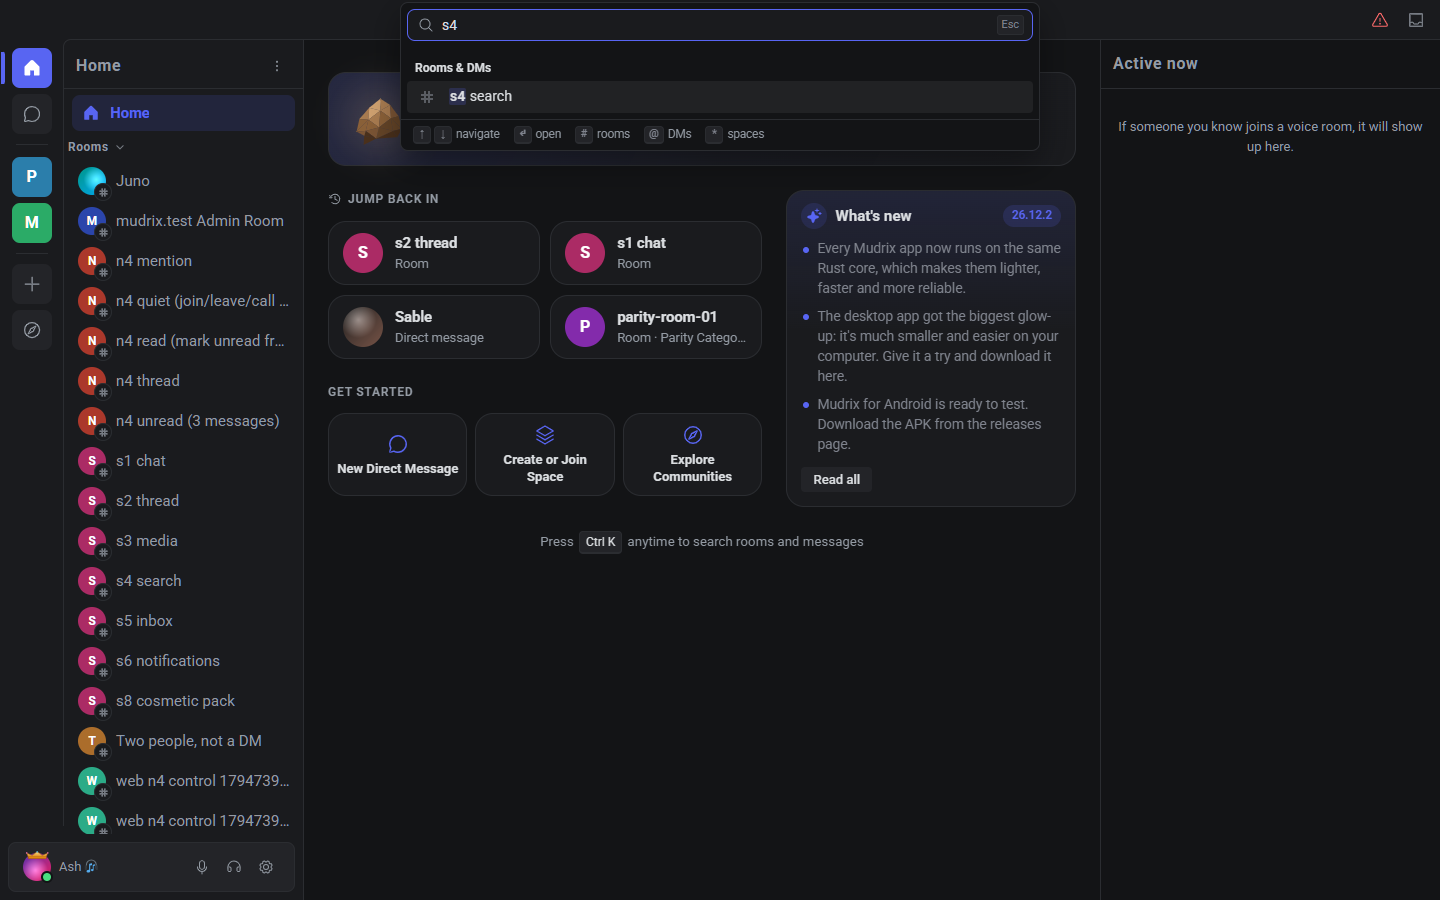 s4
Esc
Rooms & DMs
s4 search
↑ ↓ navigate ↵ open # rooms @ DMs * spaces
Home
Home
Rooms
Juno
M mudrix.test Admin Room
N n4 mention
N n4 quiet (join/leave/call ...
N n4 read (mark unread fr...
N n4 thread
N n4 unread (3 messages)
S s1 chat
S s2 thread
S s3 media
S s4 search
S s5 inbox
S s6 notifications
S s8 cosmetic pack
T Two people, not a DM
W web n4 control 1794739...
W web n4 control 1794739...
P
M
Ash
JUMP BACK IN
S s2 thread
Room
S s1 chat
Room
Sable
Direct message
P parity-room-01
Room · Parity Catego...
GET STARTED
New Direct Message
Create or Join
Space
Explore
Communities
What's new
26.12.2
Every Mudrix app now runs on the same
Rust core, which makes them lighter,
faster and more reliable.
The desktop app got the biggest glow-
up: it's much smaller and easier on your
computer. Give it a try and download it
here.
Mudrix for Android is ready to test.
Download the APK from the releases
page.
Read all
Press Ctrl K anytime to search rooms and messages
Active now
If someone you know joins a voice room, it will show
up here.